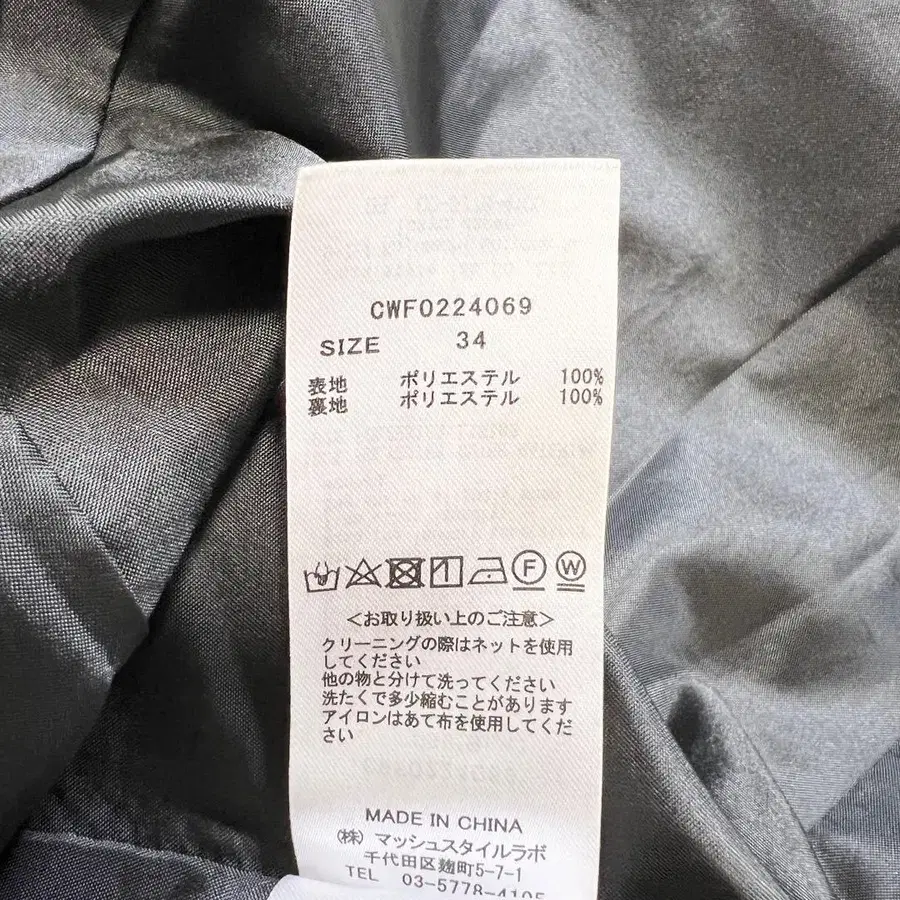 CWF0224069
SIZE 34
表地 ポリエステル 100%
裏地 ポリエステル 100%
F W
<お取り扱い上のご注意>
クリーニングの際はネットを使用
してください
他の物と分けて洗ってください
洗たくで多少縮むことがあります
アイロンはあて布を使用してくだ
さい
MADE IN CHINA
(株) マッシュスタイルラボ
千代田区麹町5-7-1
TEL 03-5778-4105